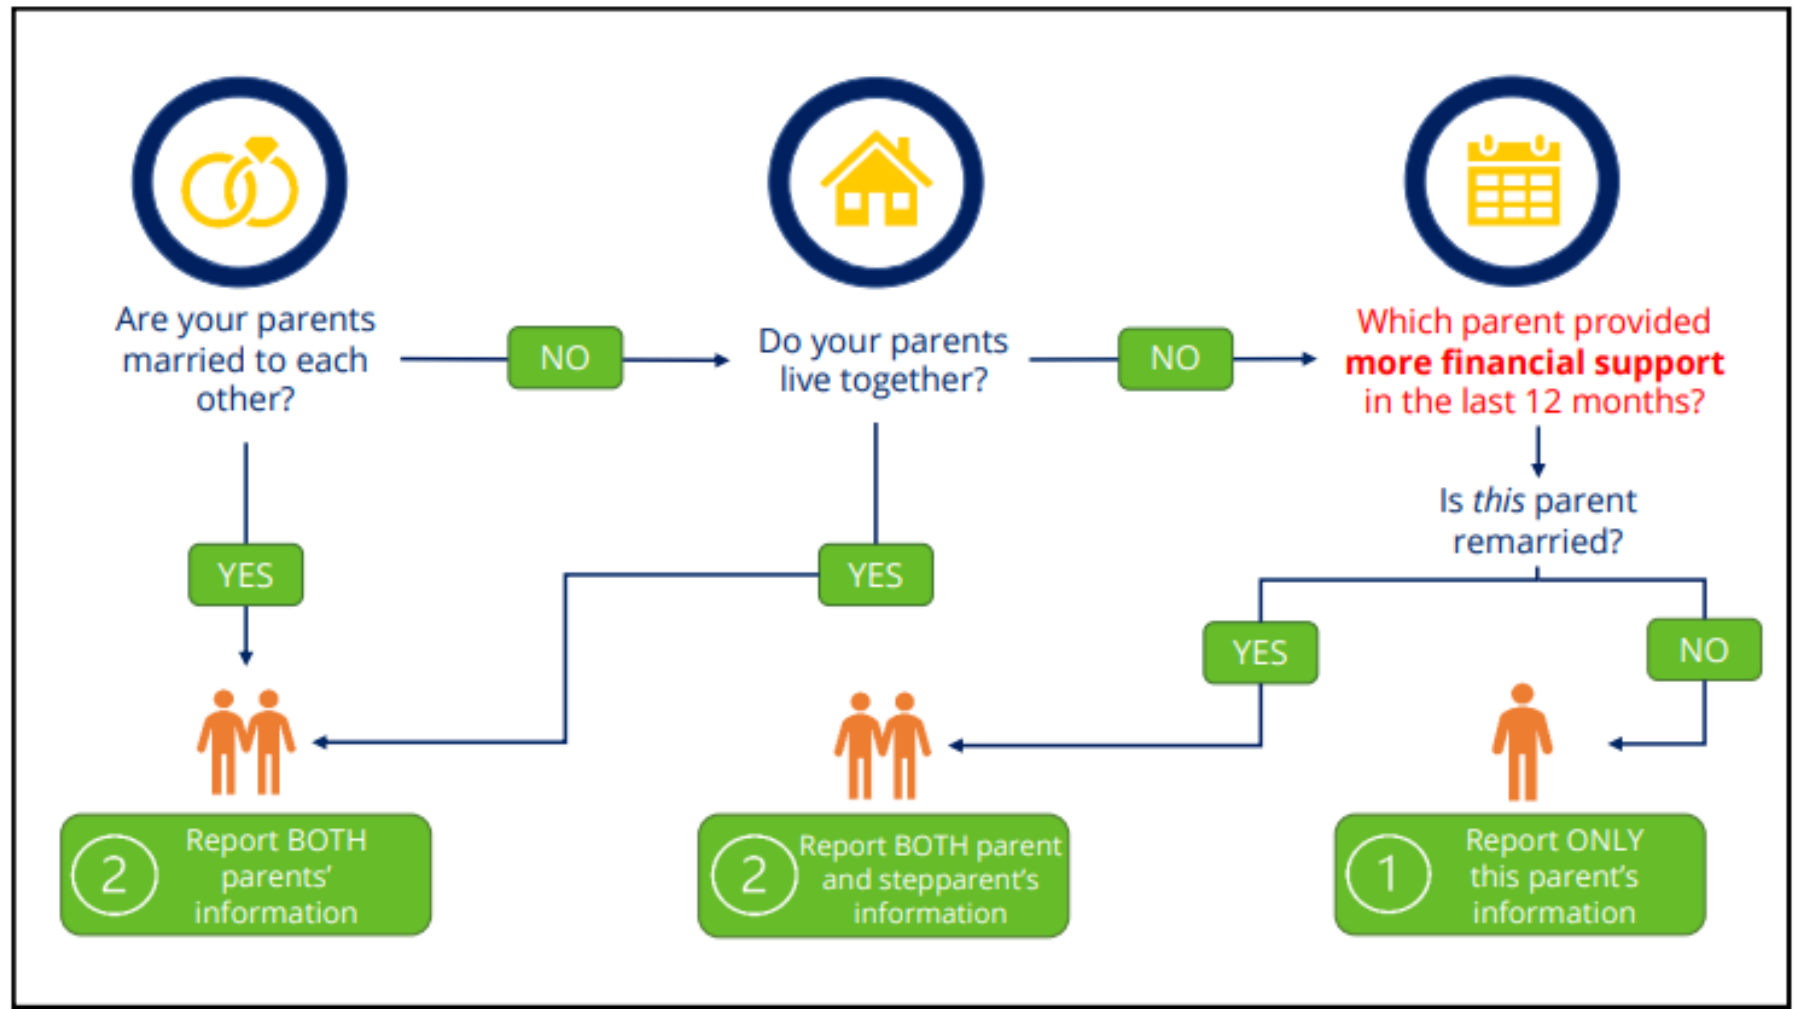 Are your parents
married to each
other?
NO
Do your parents
live together?
NO
Which parent provided
more financial support
in the last 12 months?
Is this parent
remarried?
YES
YES
YES
NO
2
Report BOTH
parents’
information
2
Report BOTH parent
and stepparent’s
information
1
Report ONLY
this parent’s
information